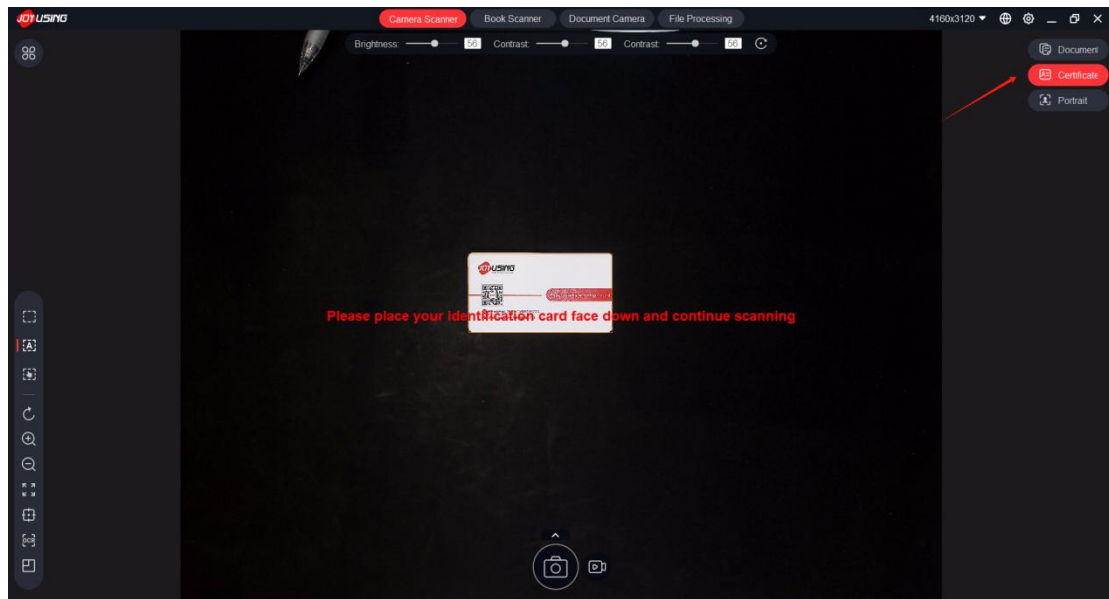 JOYUSING
Camera Scanner Book Scanner Document Camera File Processing
4160x3120
Brightness: 56 Contrast: 56 Contrast: 56
Document
Certificate
Portrait
JOYUSING
Please place your identification card face down and continue scanning
A
OCR